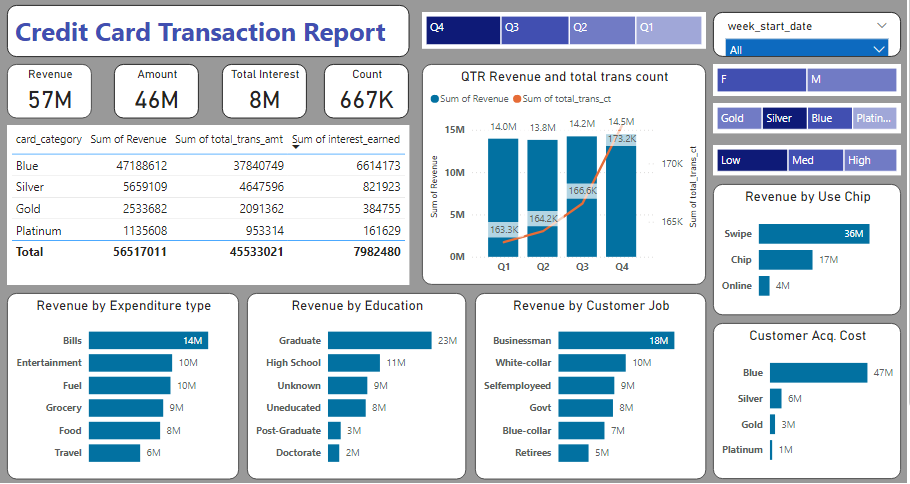 Credit Card Transaction Report
Q4 Q3 Q2 Q1
week_start_date
All
Revenue
57M
Amount
46M
Total Interest
8M
Count
667K
F M
Gold Silver Blue Platin...
Low Med High
card_category Sum of Revenue Sum of total_trans_amt Sum of interest_earned
Blue 47188612 37840749 6614173
Silver 5659109 4647596 821923
Gold 2533682 2091362 384755
Platinum 1135608 953314 161629
Total 56517011 45533021 7982480
QTR Revenue and total trans count
Sum of Revenue Sum of total_trans_ct
Sum of Revenue
15M
10M
5M
0M
14.0M 13.8M 14.2M 14.5M
163.3K 164.2K 166.6K 173.2K
Q1 Q2 Q3 Q4
170K
165K
Sum of total_trans_ct
Revenue by Use Chip
Swipe 36M
Chip 17M
Online 4M
Revenue by Expenditure type
Bills 14M
Entertainment 10M
Fuel 10M
Grocery 9M
Food 8M
Travel 6M
Revenue by Education
Graduate 23M
High School 11M
Unknown 9M
Uneducated 8M
Post-Graduate 3M
Doctorate 2M
Revenue by Customer Job
Businessman 18M
White-collar 10M
Selfemployeed 9M
Govt 8M
Blue-collar 7M
Retirees 5M
Customer Acq. Cost
Blue 47M
Silver 6M
Gold 3M
Platinum 1M